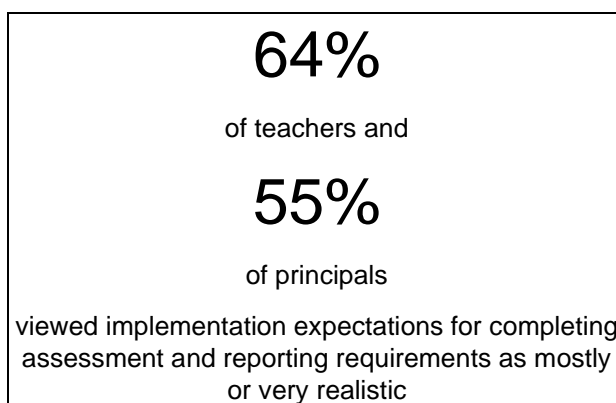 64%
of teachers and
55%
of principals
viewed implementation expectations for completing
assessment and reporting requirements as mostly
or very realistic